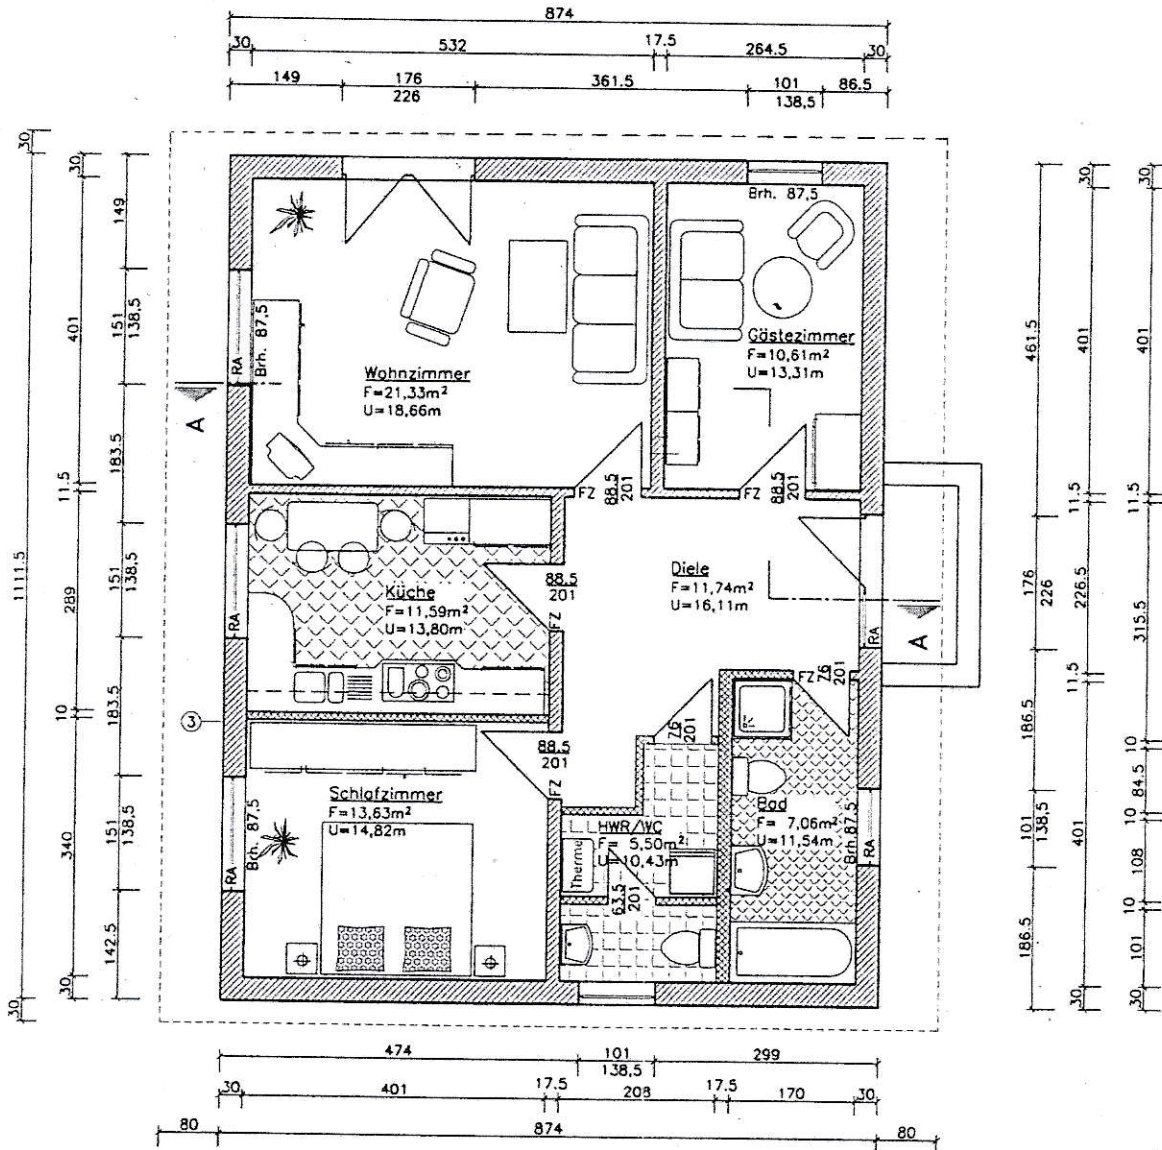 874
30 532 17.5 264.5 30
149 176 361.5 101 86.5
226 138,5
30
1111.5
30
30
401
11.5
289
10
340
30
149
151
138,5
183.5
151
138,5
183.5
151
138,5
142.5
RA
Brh. 87,5
A
Wohnzimmer
F=21,33m²
U=18,66m
FZ
88.5
201
Brh. 87,5
Gästezimmer
F=10,61m²
U=13,31m
FZ
88.5
201
RA
Küche
F=11,59m²
U=13,80m
88.5
201
FZ
Diele
F=11,74m²
U=16,11m
A
RA
3
88.5
201
FZ
Schlafzimmer
F=13,63m²
U=14,82m
RA
Brh. 87,5
76
201
FZ
76
201
HWR/WC
F= 5,50m²
U=10,43m
Therme
63.5
201
Bad
F= 7,06m²
U=11,54m
Brh.87,5
RA
461.5
176
226
186.5
101
138,5
186.5
30
401
11.5
226.5
11.5
401
30
30
401
11.5
315.5
10
84.5
10
108
10
101
30
474 101 299
138,5
30 401 17.5 208 17.5 170 30
80 874 80